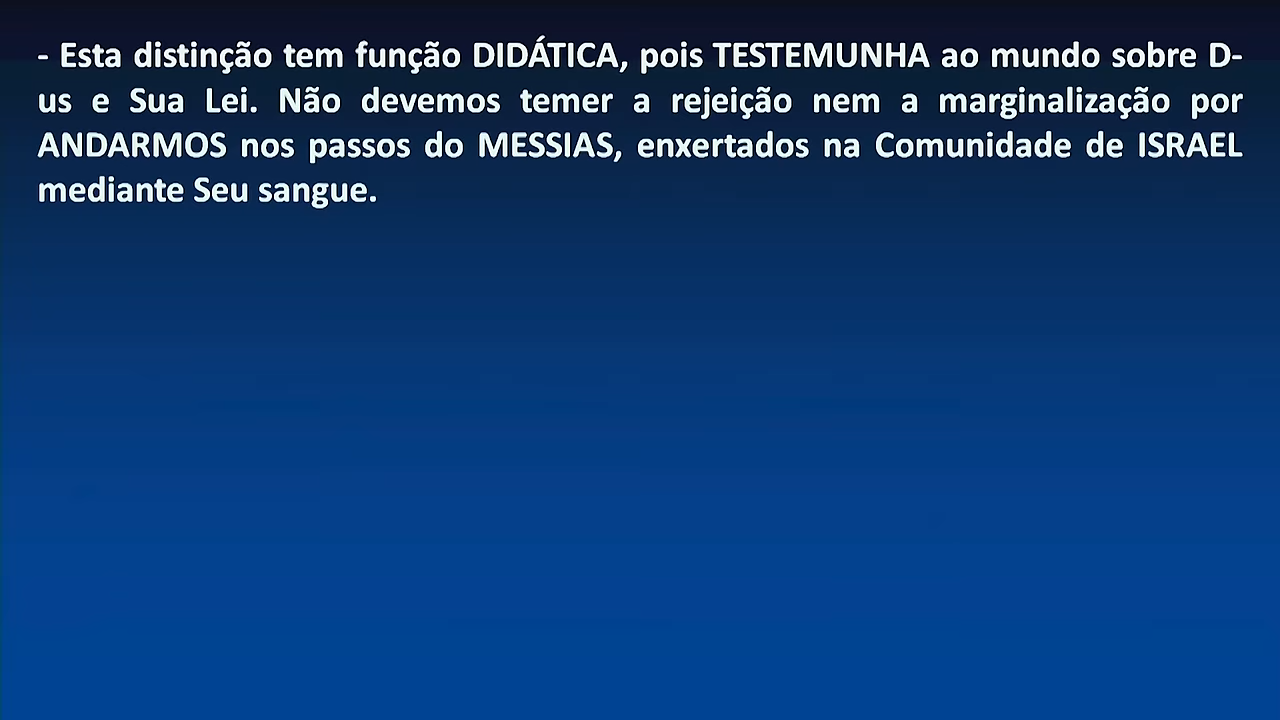 - Esta distinção tem função DIDÁTICA, pois TESTEMUNHA ao mundo sobre D-
us e Sua Lei. Não devemos temer a rejeição nem a marginalização por
ANDARMOS nos passos do MESSIAS, enxertados na Comunidade de ISRAEL
mediante Seu sangue.